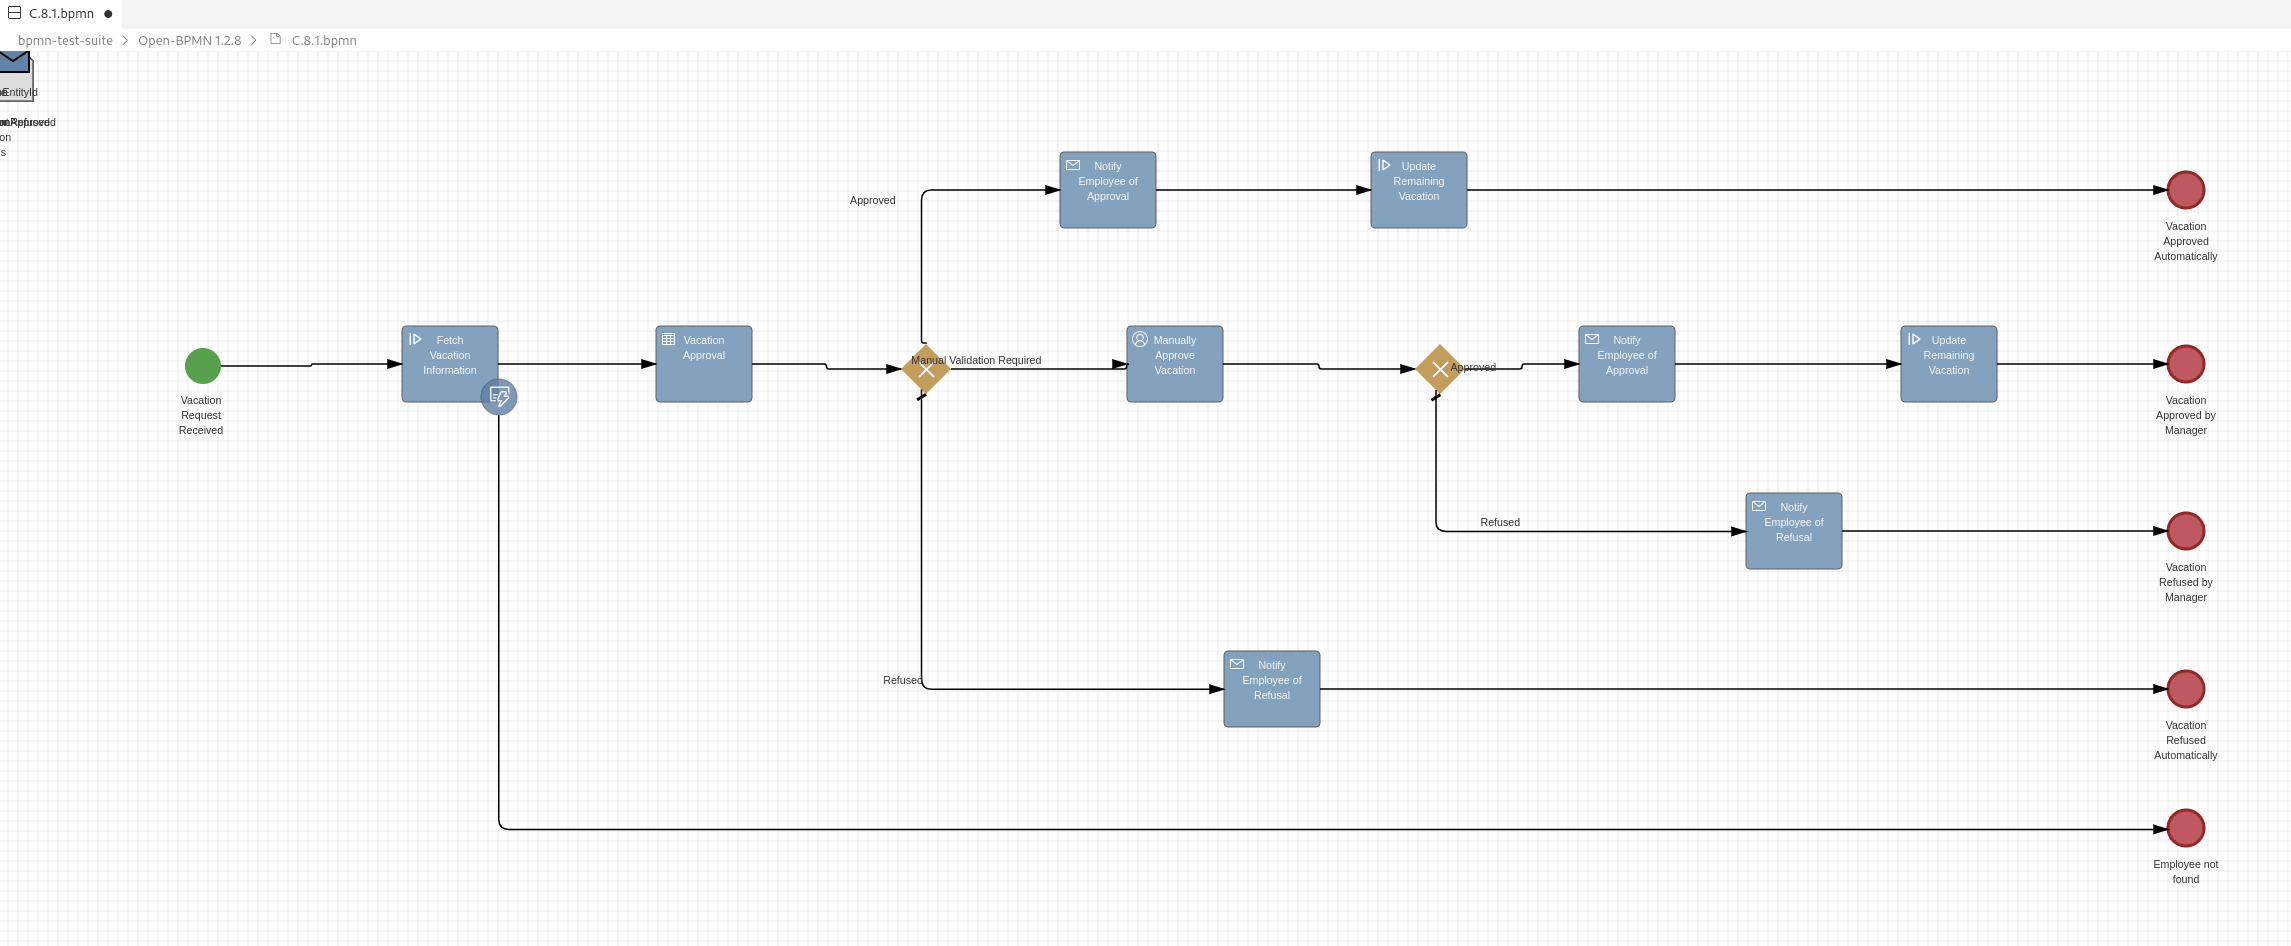 C.8.1.bpmn
bpmn-test-suite
Open-BPMN 1.2.8
C.8.1.bpmn
EntityId
Refused
on
s
Notify
Employee of
Approval
Update
Remaining
Vacation
Approved
Vacation
Approved
Automatically
Fetch
Vacation
Information
Vacation
Approval
Manual Validation Required
Manually
Approve
Vacation
Approved
Notify
Employee of
Approval
Update
Remaining
Vacation
Vacation
Request
Received
Vacation
Approved by
Manager
Notify
Employee of
Refusal
Refused
Vacation
Refused by
Manager
Notify
Employee of
Refusal
Refused
Vacation
Refused
Automatically
Employee not
found